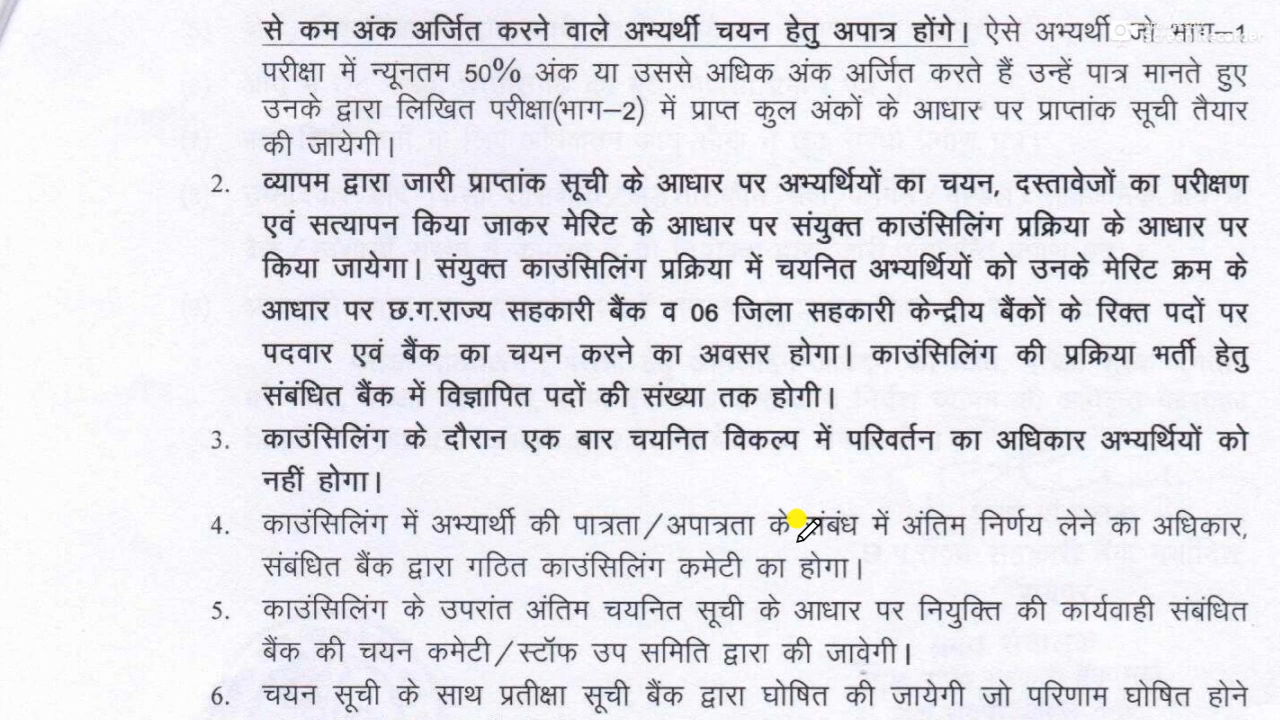 से कम अंक अर्जित करने वाले अभ्यर्थी चयन हेतु अपात्र होंगे। ऐसे अभ्यर्थी जो भाग–1
परीक्षा में न्यूनतम 50% अंक या उससे अधिक अंक अर्जित करते हैं उन्हें पात्र मानते हुए
उनके द्वारा लिखित परीक्षा(भाग–2) में प्राप्त कुल अंकों के आधार पर प्राप्तांक सूची तैयार
की जायेगी।
2. व्यापम द्वारा जारी प्राप्तांक सूची के आधार पर अभ्यर्थियों का चयन, दस्तावेजों का परीक्षण
एवं सत्यापन किया जाकर मेरिट के आधार पर संयुक्त काउंसिलिंग प्रक्रिया के आधार पर
किया जायेगा। संयुक्त काउंसिलिंग प्रक्रिया में चयनित अभ्यर्थियों को उनके मेरिट क्रम के
आधार पर छ.ग.राज्य सहकारी बैंक व 06 जिला सहकारी केन्द्रीय बैंकों के रिक्त पदों पर
पदवार एवं बैंक का चयन करने का अवसर होगा। काउंसिलिंग की प्रक्रिया भर्ती हेतु
संबंधित बैंक में विज्ञापित पदों की संख्या तक होगी।
3. काउंसिलिंग के दौरान एक बार चयनित विकल्प में परिवर्तन का अधिकार अभ्यर्थियों को
नहीं होगा।
4. काउंसिलिंग में अभ्यार्थी की पात्रता/अपात्रता के संबंध में अंतिम निर्णय लेने का अधिकार,
संबंधित बैंक द्वारा गठित काउंसिलिंग कमेटी का होगा।
5. काउंसिलिंग के उपरांत अंतिम चयनित सूची के आधार पर नियुक्ति की कार्यवाही संबंधित
बैंक की चयन कमेटी/स्टॉफ उप समिति द्वारा की जावेगी।
6. चयन सूची के साथ प्रतीक्षा सूची बैंक द्वारा घोषित की जायेगी जो परिणाम घोषित होने